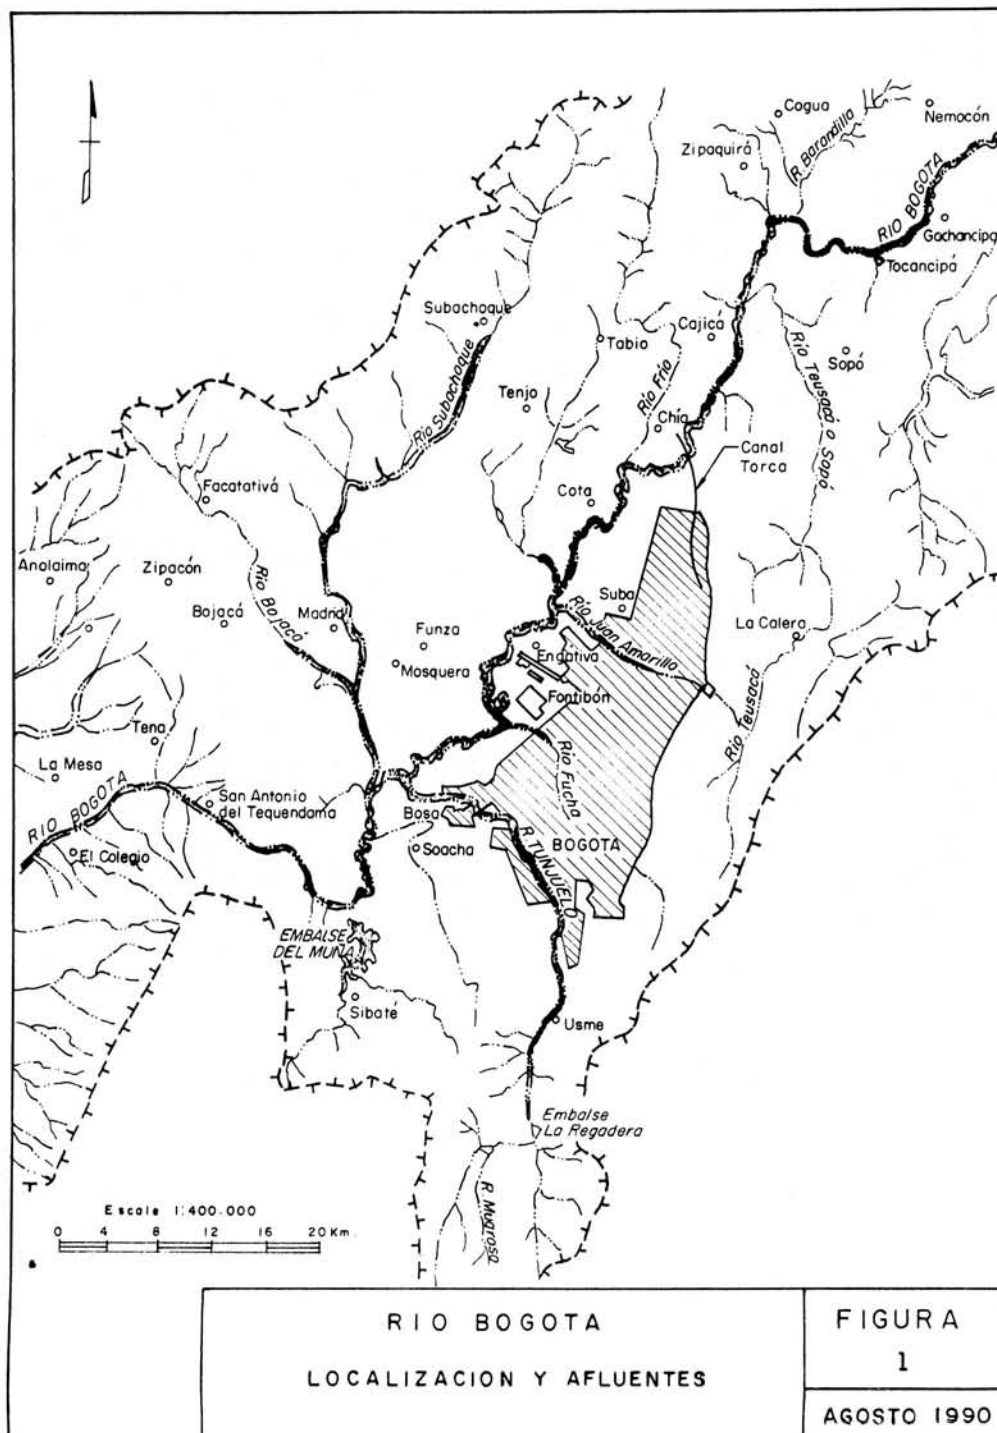 Cogua
Nemocón
R. Barandilla
Zipaquirá
RIO BOGOTA
Gachancipa
Tocancipá
Subachoque
Cajicá
Tabio
Sopó
Río Subachoque
Río Frío
Río Teusacá o Sopó
Tenjo
Chía
Canal
Torca
Facatativá
Cota
Anolaima
Zipacón
Río Bojacá
Suba
Bojacá
Madrid
Río Juan Amarillo
La Calera
Funza
Engativa
Mosquera
Fontibón
Río Teusacá
Tena
La Mesa
Río Fucha
RIO BOGOTA
San Antonio
del Tequendama
Bosa
El Colegio
Soacha
R. TUNJUELO
BOGOTA
EMBALSE
DEL MUÑA
Sibaté
Usme
Embalse
La Regadera
R. Mugroso
Escale 1:400.000
0 4 8 12 16 20 Km.
RIO BOGOTA
LOCALIZACION Y AFLUENTES
FIGURA
1
AGOSTO 1990